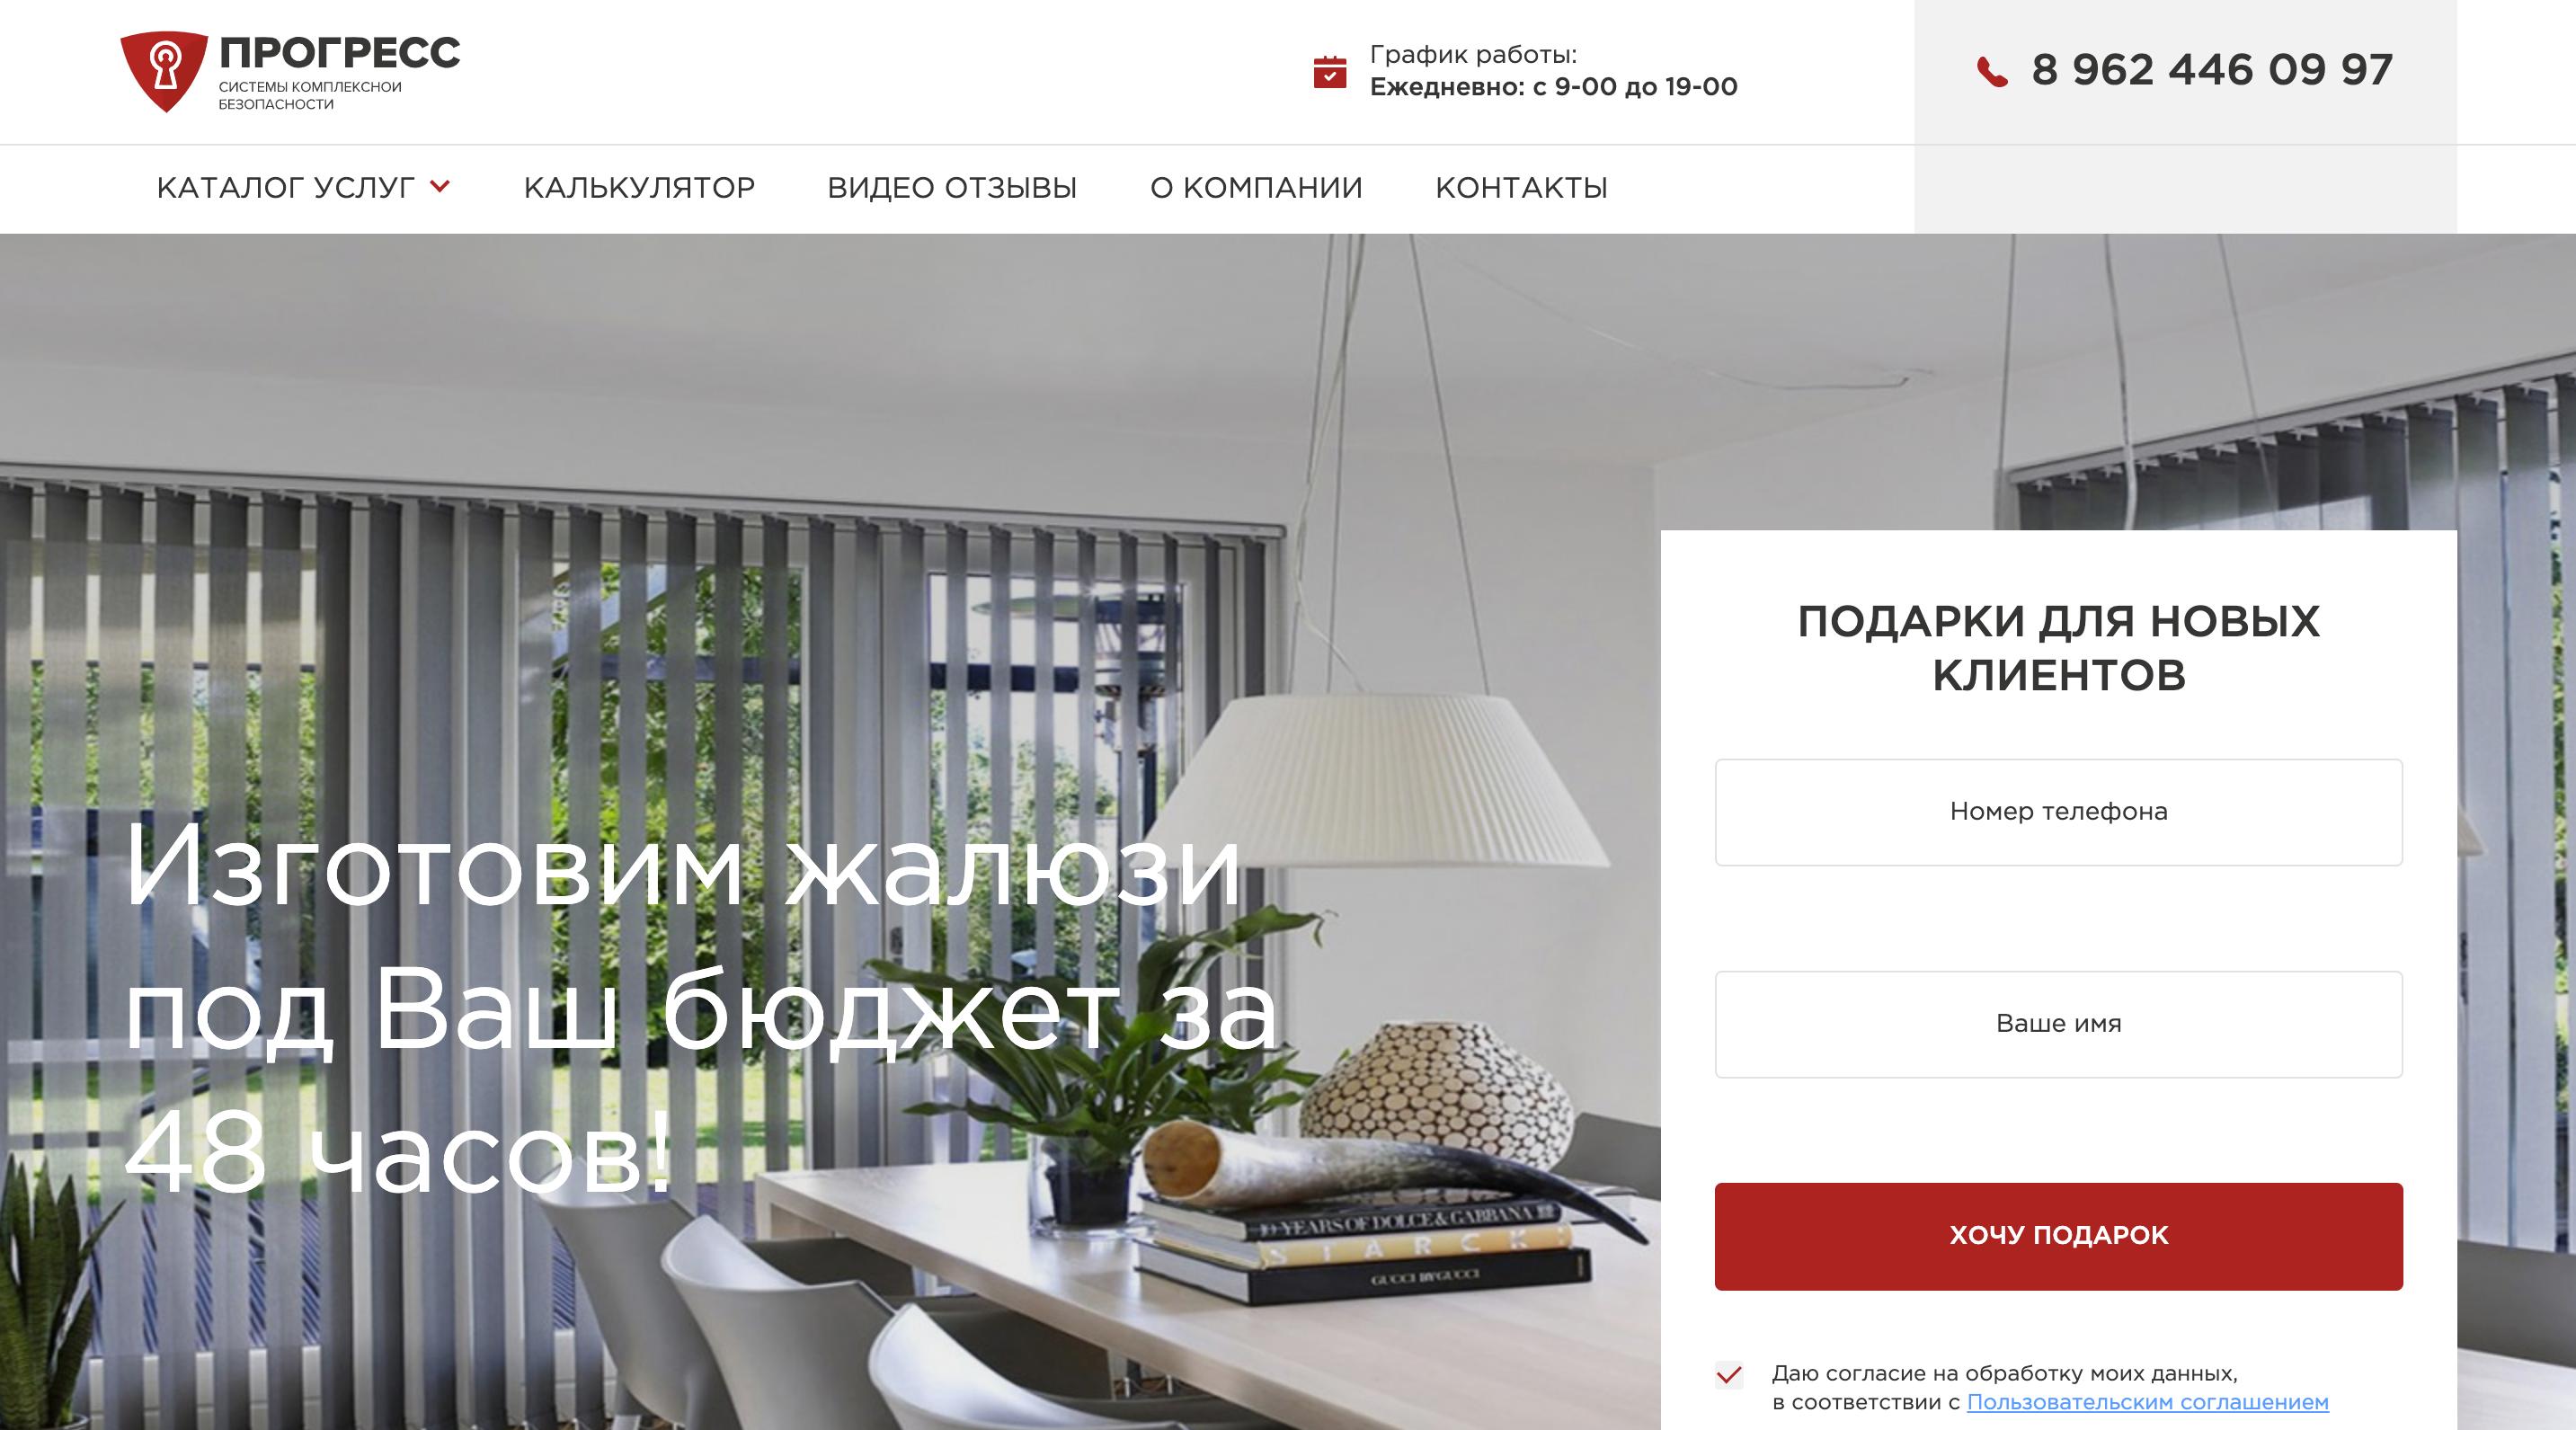 ПРОГРЕСС
СИСТЕМЫ КОМПЛЕКСНОЙ
БЕЗОПАСНОСТИ
График работы:
Ежедневно: с 9-00 до 19-00
8 962 446 09 97
КАТАЛОГ УСЛУГ
КАЛЬКУЛЯТОР
ВИДЕО ОТЗЫВЫ
О КОМПАНИИ
КОНТАКТЫ
Изготовим жалюзи
под Ваш бюджет за
48 часов!
10 YEARS OF DOLCE & GABBANA
STARCK
GUCCI BY GUCCI
ПОДАРКИ ДЛЯ НОВЫХ
КЛИЕНТОВ
Номер телефона
Ваше имя
ХОЧУ ПОДАРОК
Даю согласие на обработку моих данных,
в соответствии с Пользовательским соглашением